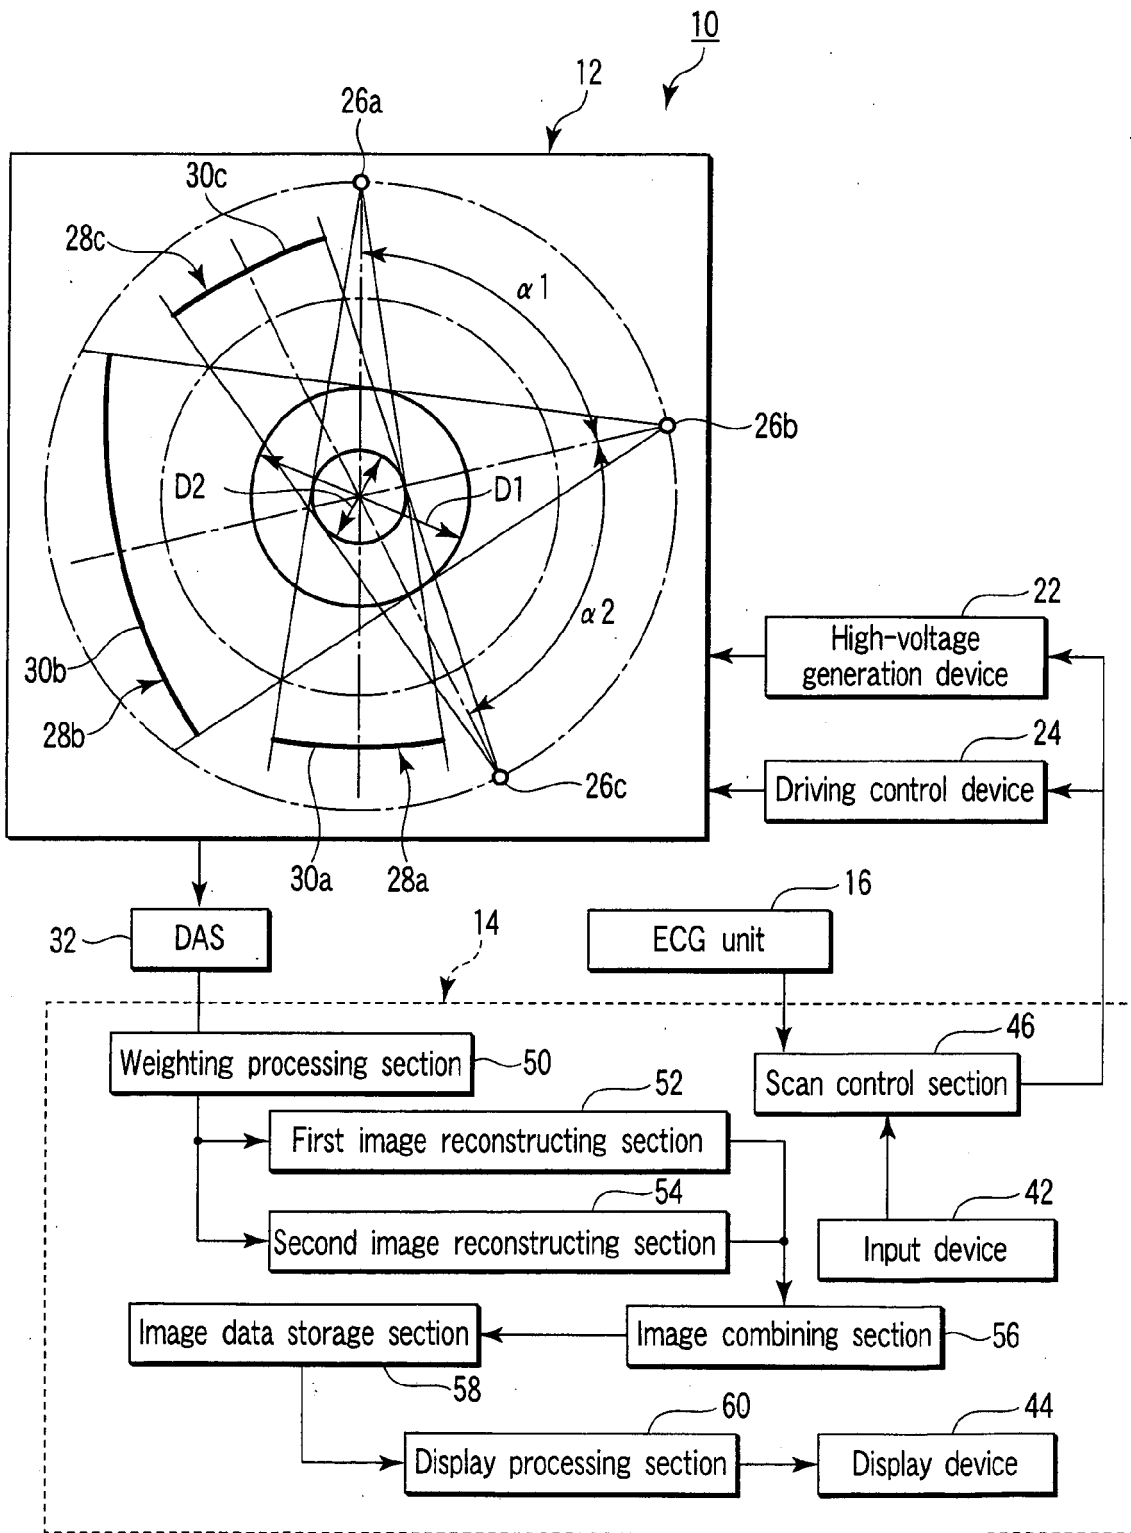 10
12
26a
30c
28c
α1
26b
D2
D1
α2
22
High-voltage
generation device
30b
28b
24
Driving control device
26c
30a
28a
16
32
DAS
14
ECG unit
46
Weighting processing section
50
Scan control section
52
First image reconstructing section
54
42
Second image reconstructing section
Input device
Image data storage section
Image combining section
56
58
60
44
Display processing section
Display device